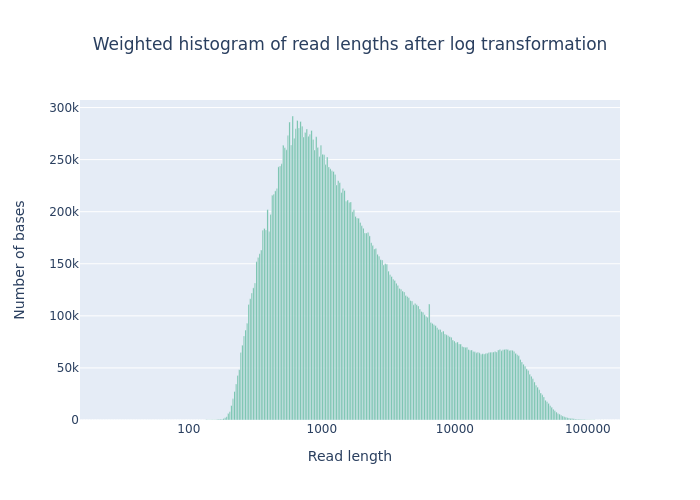 Weighted histogram of read lengths after log transformation
300k
250k
200k
150k
100k
50k
0
Number of bases
100
1000
10000
100000
Read length